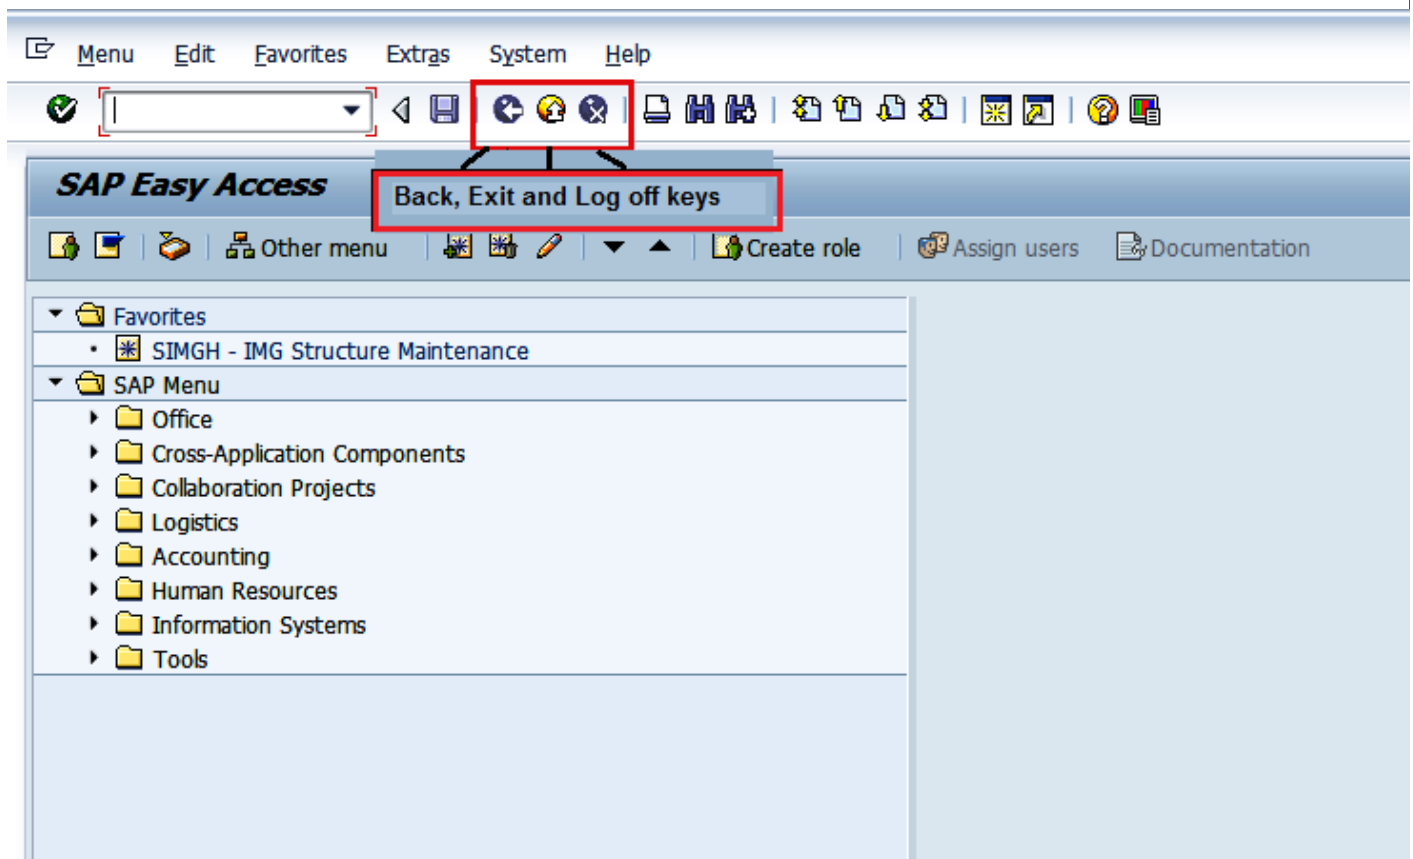 Menu Edit Favorites Extras System Help
SAP Easy Access
Back, Exit and Log off keys
Other menu Create role Assign users Documentation
Favorites
SIMGH - IMG Structure Maintenance
SAP Menu
Office
Cross-Application Components
Collaboration Projects
Logistics
Accounting
Human Resources
Information Systems
Tools